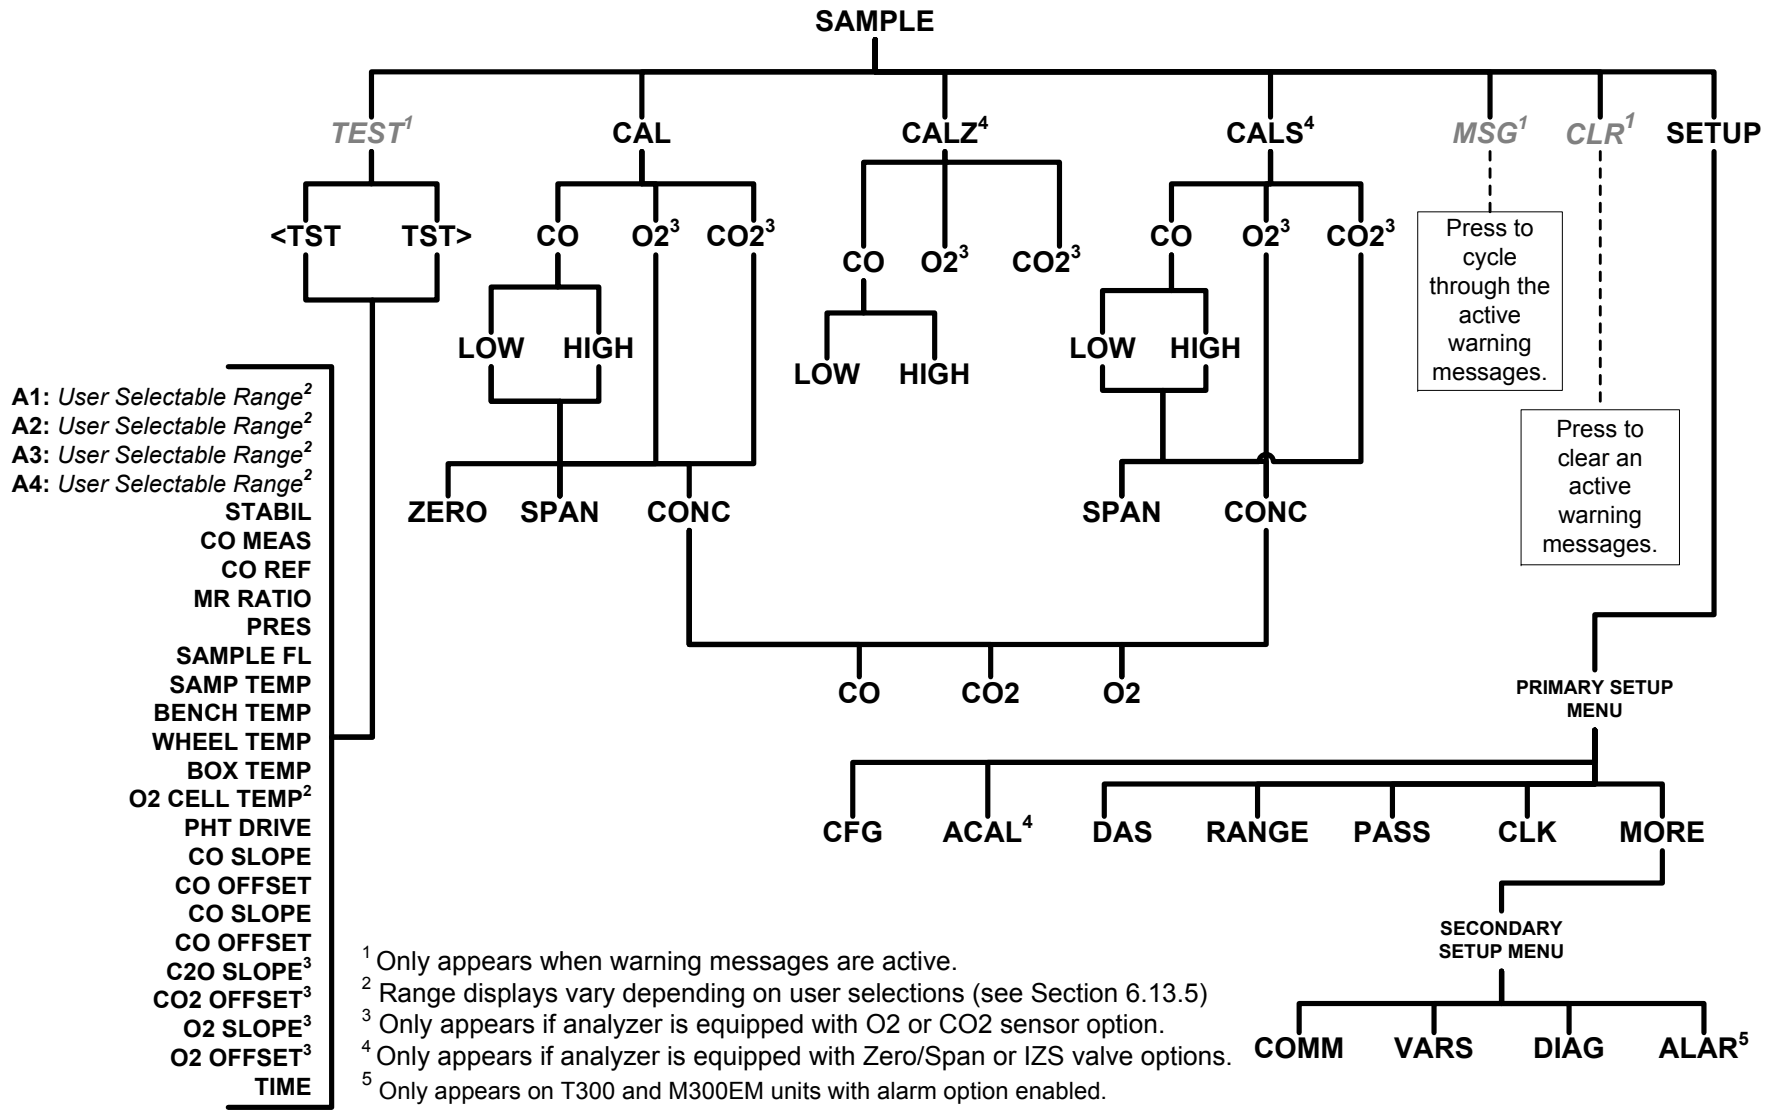 SAMPLE
TEST¹ CAL CALZ⁴ CALS⁴ MSG¹ CLR¹ SETUP
<TST TST> CO O2³ CO2³ CO O2³ CO2³ CO O2³ CO2³
LOW HIGH LOW HIGH LOW HIGH
Press to
cycle
through the
active
warning
messages.
Press to
clear an
active
warning
messages.
ZERO SPAN CONC SPAN CONC
CO CO2 O2
A1: User Selectable Range²
A2: User Selectable Range²
A3: User Selectable Range²
A4: User Selectable Range²
STABIL
CO MEAS
CO REF
MR RATIO
PRES
SAMPLE FL
SAMP TEMP
BENCH TEMP
WHEEL TEMP
BOX TEMP
O2 CELL TEMP²
PHT DRIVE
CO SLOPE
CO OFFSET
CO SLOPE
CO OFFSET
C2O SLOPE³
CO2 OFFSET³
O2 SLOPE³
O2 OFFSET³
TIME
PRIMARY SETUP
MENU
CFG ACAL⁴ DAS RANGE PASS CLK MORE
SECONDARY
SETUP MENU
COMM VARS DIAG ALAR⁵
¹ Only appears when warning messages are active.
² Range displays vary depending on user selections (see Section 6.13.5)
³ Only appears if analyzer is equipped with O2 or CO2 sensor option.
⁴ Only appears if analyzer is equipped with Zero/Span or IZS valve options.
⁵ Only appears on T300 and M300EM units with alarm option enabled.